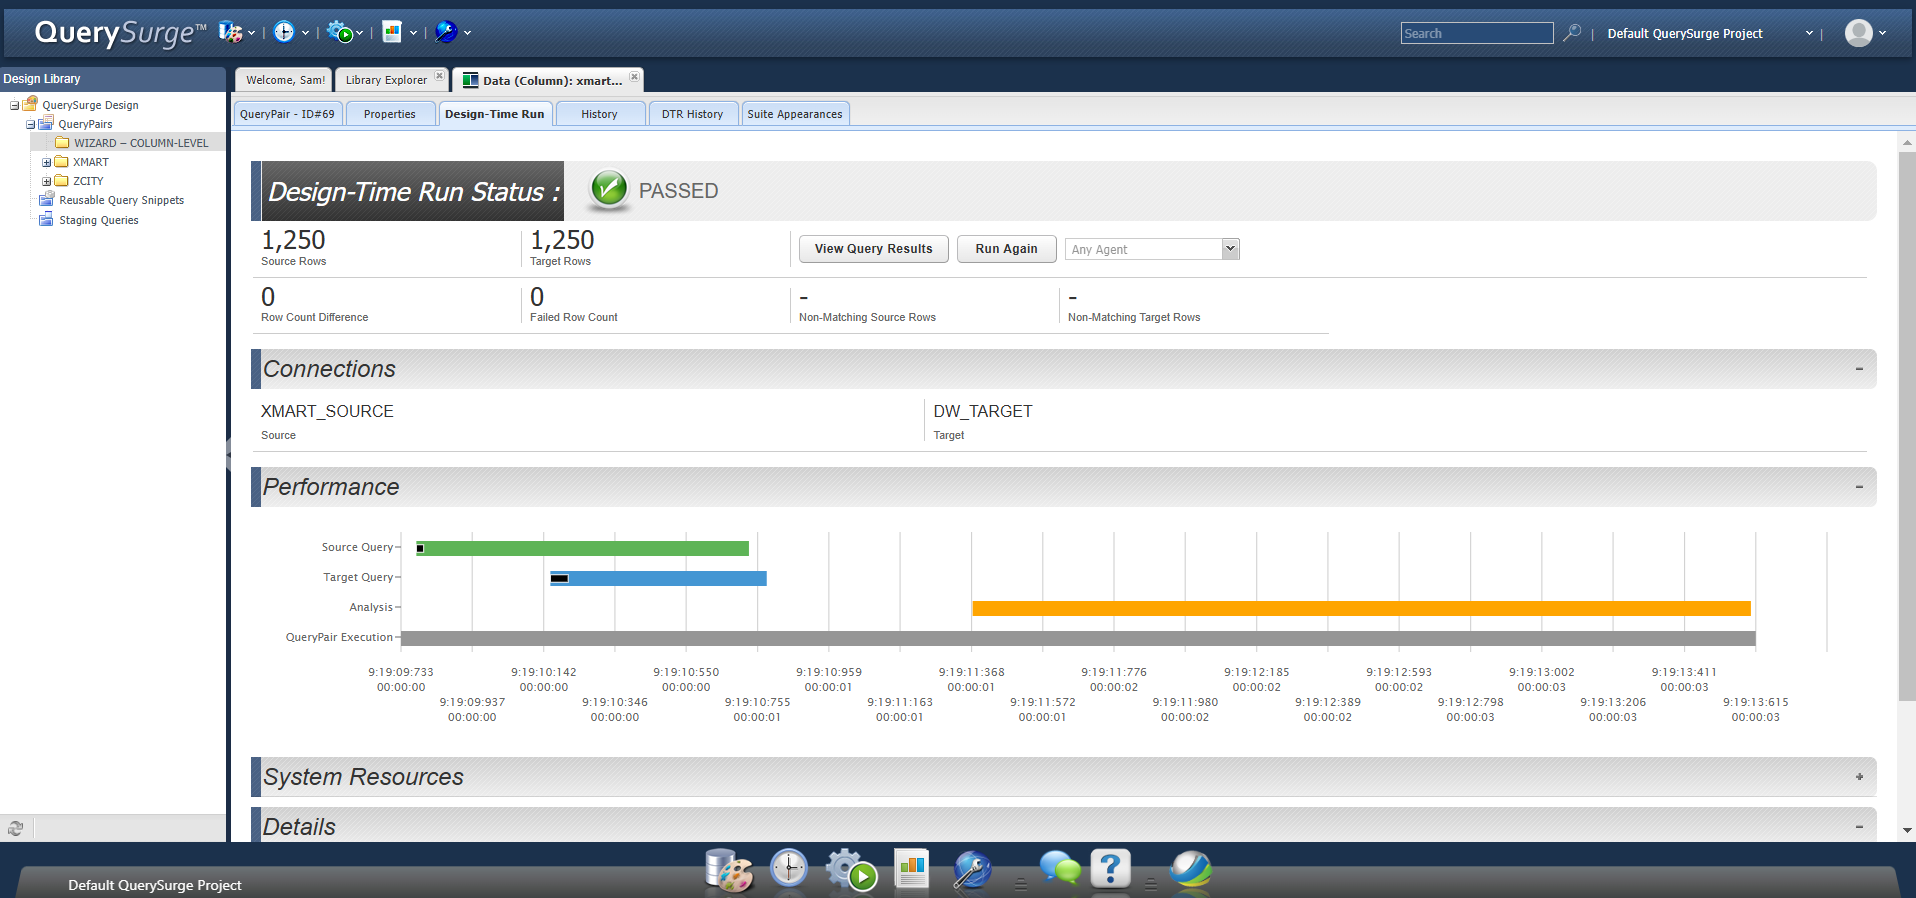 QuerySurge™
Search
Default QuerySurge Project
Design Library
QuerySurge Design
QueryPairs
WIZARD – COLUMN-LEVEL
XMART
ZCITY
Reusable Query Snippets
Staging Queries
Welcome, Sam!
Library Explorer
Data (Column): xmart...
QueryPair - ID#69
Properties
Design-Time Run
History
DTR History
Suite Appearances
Design-Time Run Status :
PASSED
1,250
Source Rows
1,250
Target Rows
View Query Results
Run Again
Any Agent
0
Row Count Difference
0
Failed Row Count
-
Non-Matching Source Rows
-
Non-Matching Target Rows
Connections
-
XMART_SOURCE
Source
DW_TARGET
Target
Performance
-
Source Query
Target Query
Analysis
QueryPair Execution
9:19:09:733 9:19:10:142 9:19:10:550 9:19:10:959 9:19:11:368 9:19:11:776 9:19:12:185 9:19:12:593 9:19:13:002 9:19:13:411
00:00:00 00:00:00 00:00:00 00:00:01 00:00:01 00:00:02 00:00:02 00:00:02 00:00:03 00:00:03
9:19:09:937 9:19:10:346 9:19:10:755 9:19:11:163 9:19:11:572 9:19:11:980 9:19:12:389 9:19:12:798 9:19:13:206 9:19:13:615
00:00:00 00:00:00 00:00:01 00:00:01 00:00:01 00:00:02 00:00:02 00:00:03 00:00:03 00:00:03
System Resources
+
Details
-
?
Default QuerySurge Project